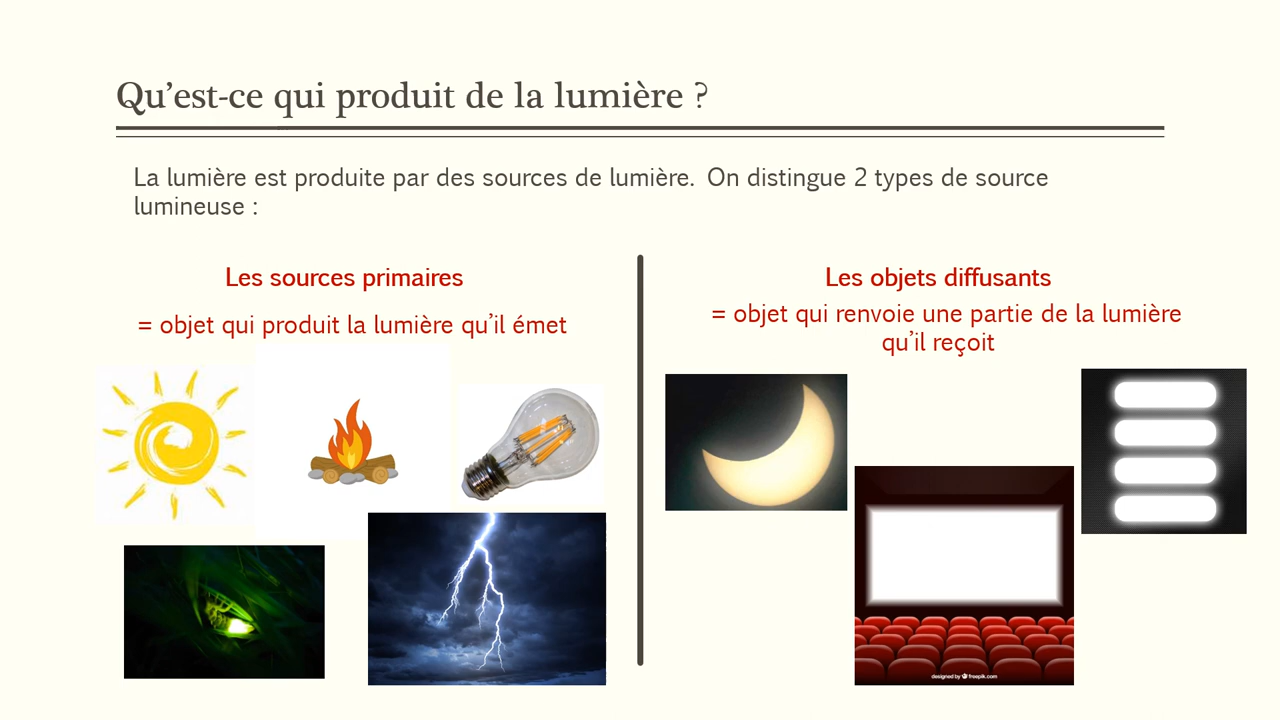 Qu’est-ce qui produit de la lumière ?
La lumière est produite par des sources de lumière. On distingue 2 types de source
lumineuse :
Les sources primaires
= objet qui produit la lumière qu’il émet
Les objets diffusants
= objet qui renvoie une partie de la lumière
qu’il reçoit
designed by freepik.com